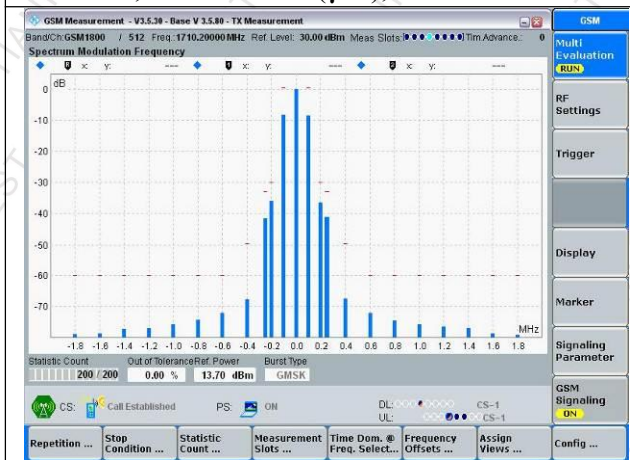 GSM Measurement - V3.5.30 - Base V 3.5.80 - TX Measurement
GSM
Band/Ch: GSM1800 / 512 Freq.: 1710.20000 MHz Ref. Level: 30.00 dBm Meas Slots: Tim.Advance.: 0
Spectrum Modulation Frequency
x: y: --- x: y: --- x: y: ---
Multi Evaluation
RUN
RF Settings
Trigger
Display
Marker
Signaling Parameter
GSM Signaling
ON
dB
0
-10
-20
-30
-40
-50
-60
-70
MHz
-1.8 -1.6 -1.4 -1.2 -1.0 -0.8 -0.6 -0.4 -0.2 0.0 0.2 0.4 0.6 0.8 1.0 1.2 1.4 1.6 1.8
Statistic Count Out of Tolerance Ref. Power Burst Type
200 / 200 0.00 % 13.70 dBm GMSK
CS: Call Established PS: ON DL: CS-1
UL: CS-1
Repetition ... Stop Condition ... Statistic Count ... Measurement Slots ... Time Dom. @ Freq. Select... Frequency Offsets ... Assign Views ... Config ...